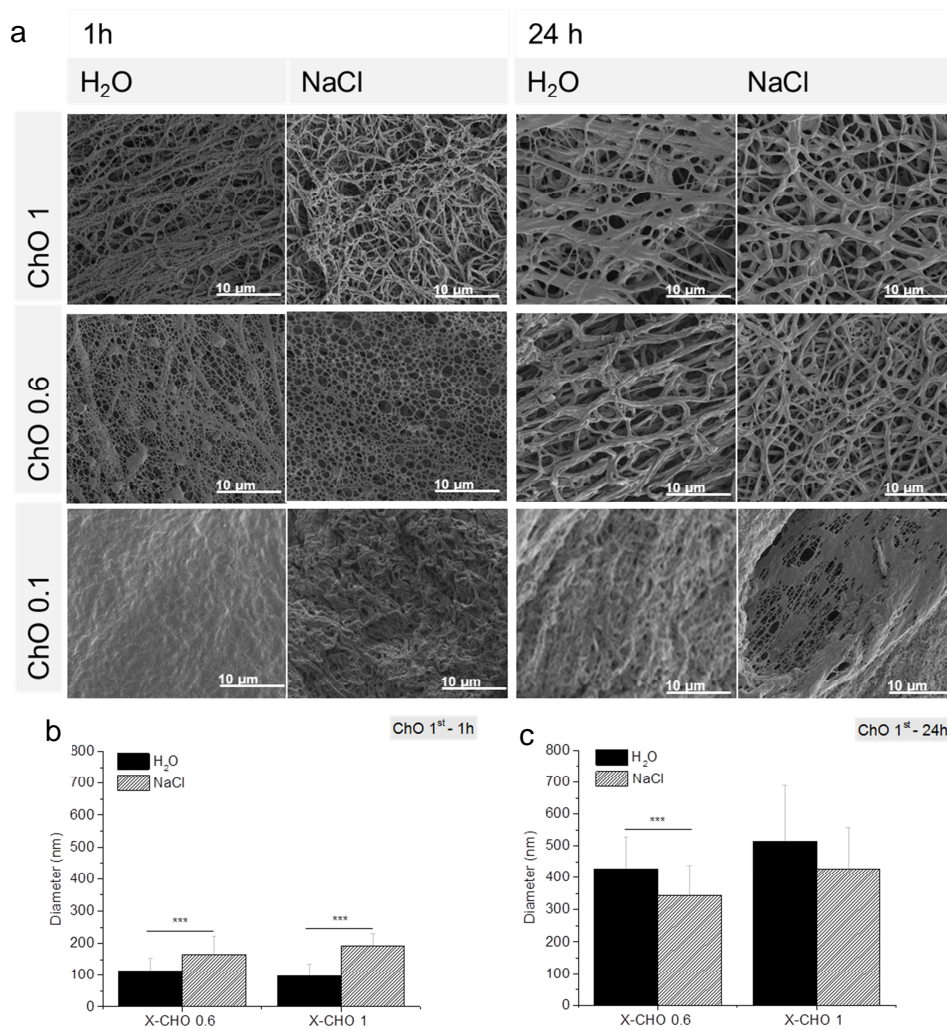 a
1h 24 h
H₂O NaCl H₂O NaCl
ChO 1
10 µm 10 µm 10 µm 10 µm
ChO 0.6
10 µm 10 µm 10 µm 10 µm
ChO 0.1
10 µm 10 µm 10 µm 10 µm
b
ChO 1ˢᵗ - 1h
H₂O
NaCl
Diameter (nm)
800
700
600
500
400
300
200
100
0
***
***
X-CHO 0.6 X-CHO 1
c
ChO 1ˢᵗ - 24h
H₂O
NaCl
Diameter (nm)
800
700
600
500
400
300
200
100
0
***
X-CHO 0.6 X-CHO 1